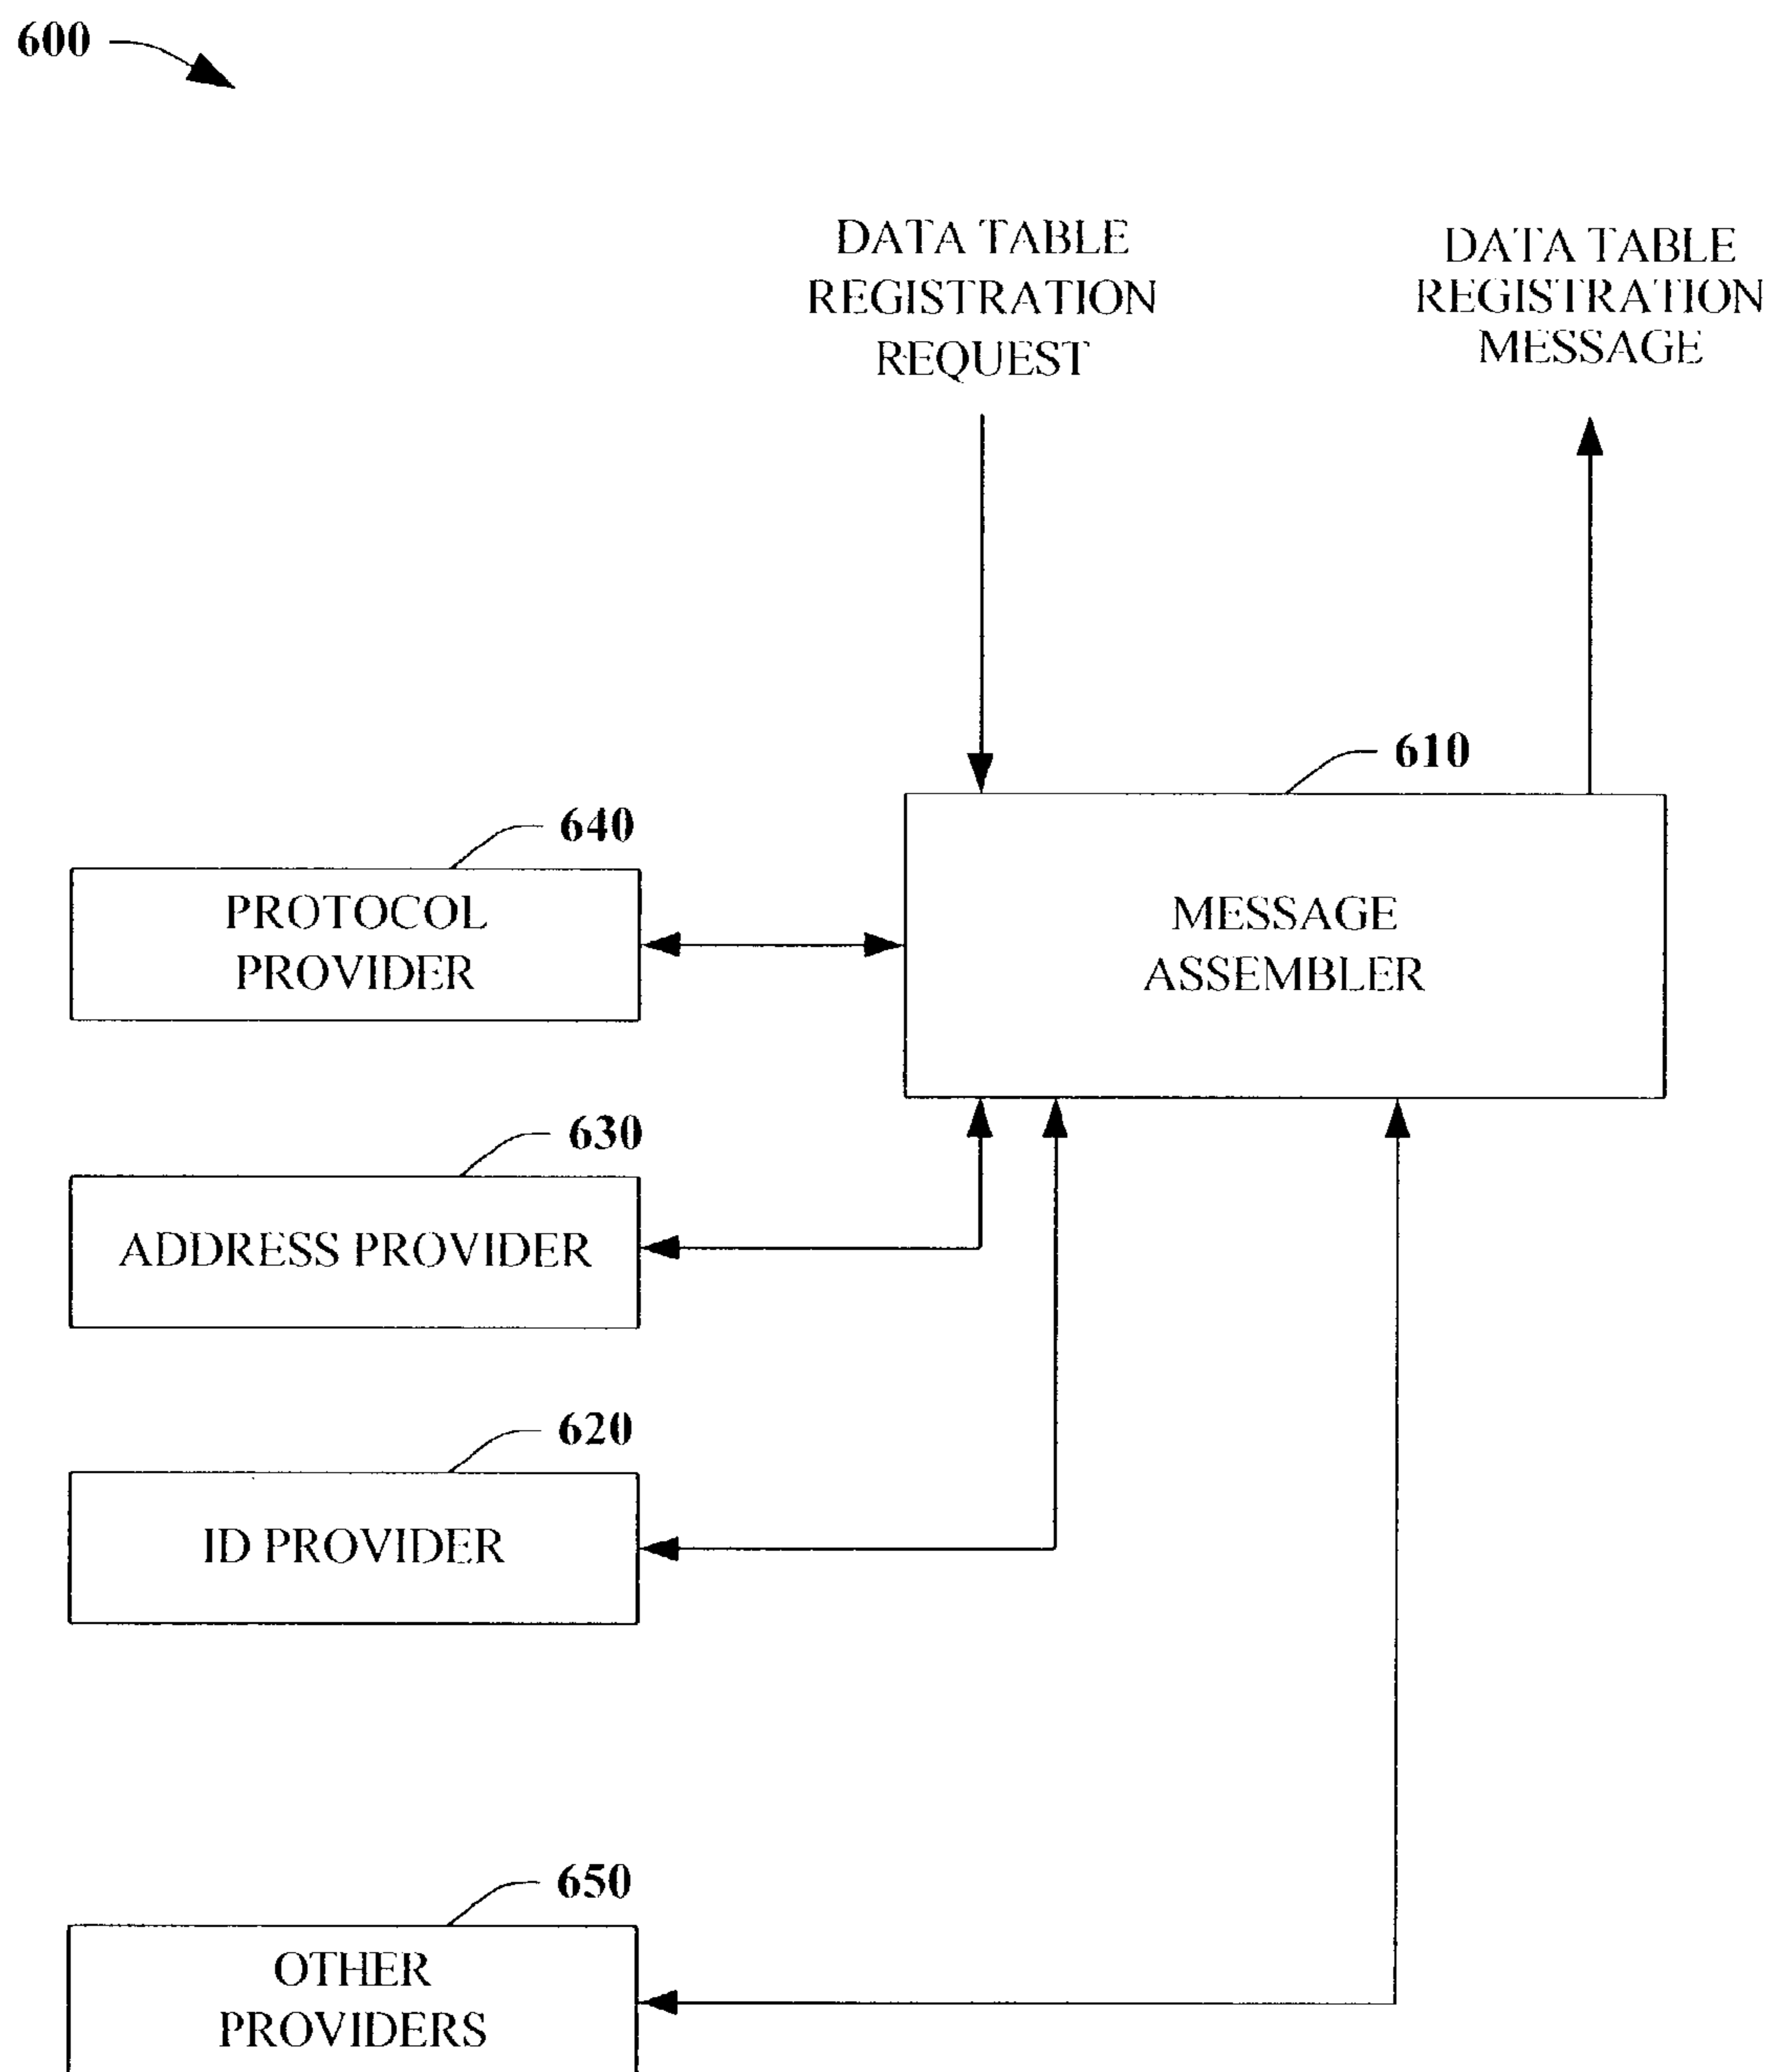 600
DATA TABLE
REGISTRATION
REQUEST
DATA TABLE
REGISTRATION
MESSAGE
610
640
PROTOCOL
PROVIDER
MESSAGE
ASSEMBLER
630
ADDRESS PROVIDER
620
ID PROVIDER
650
OTHER
PROVIDERS